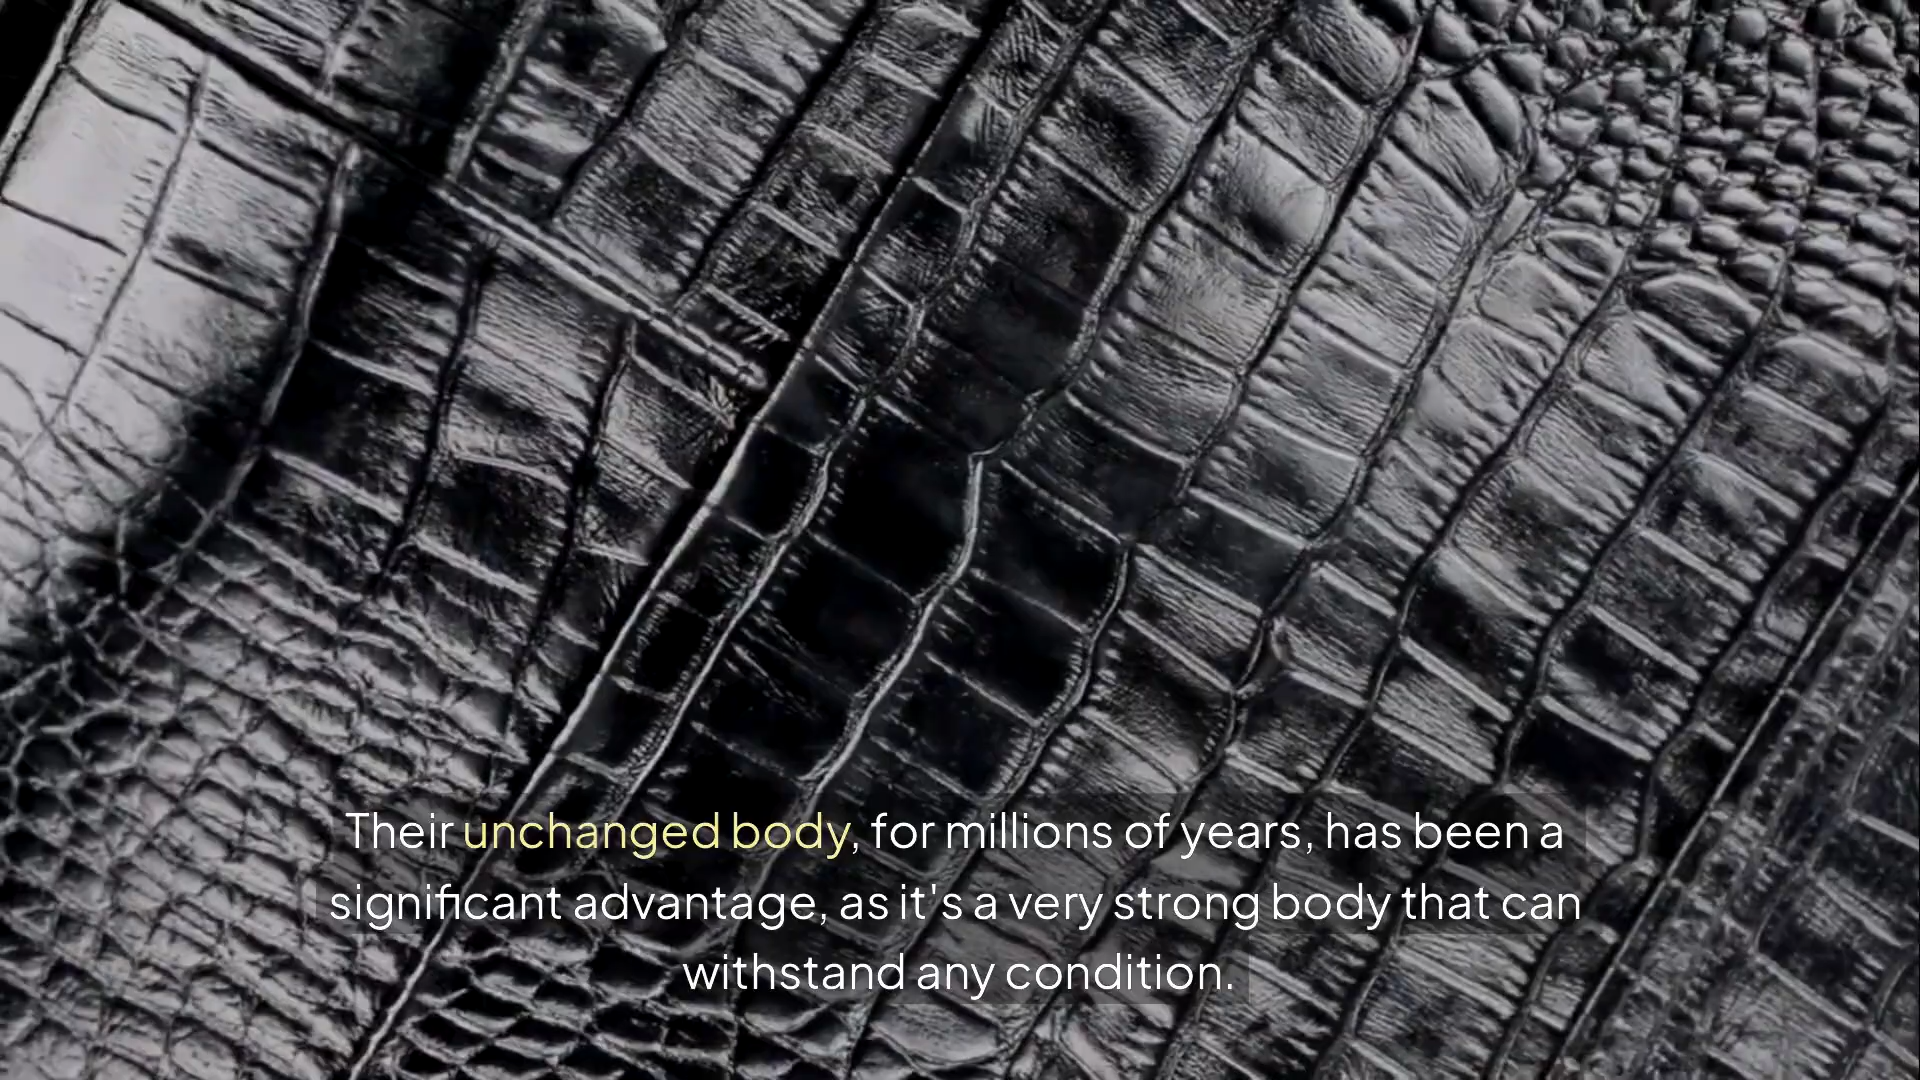 Their unchanged body, for millions of years, has been a
significant advantage, as it's a very strong body that can
withstand any condition.